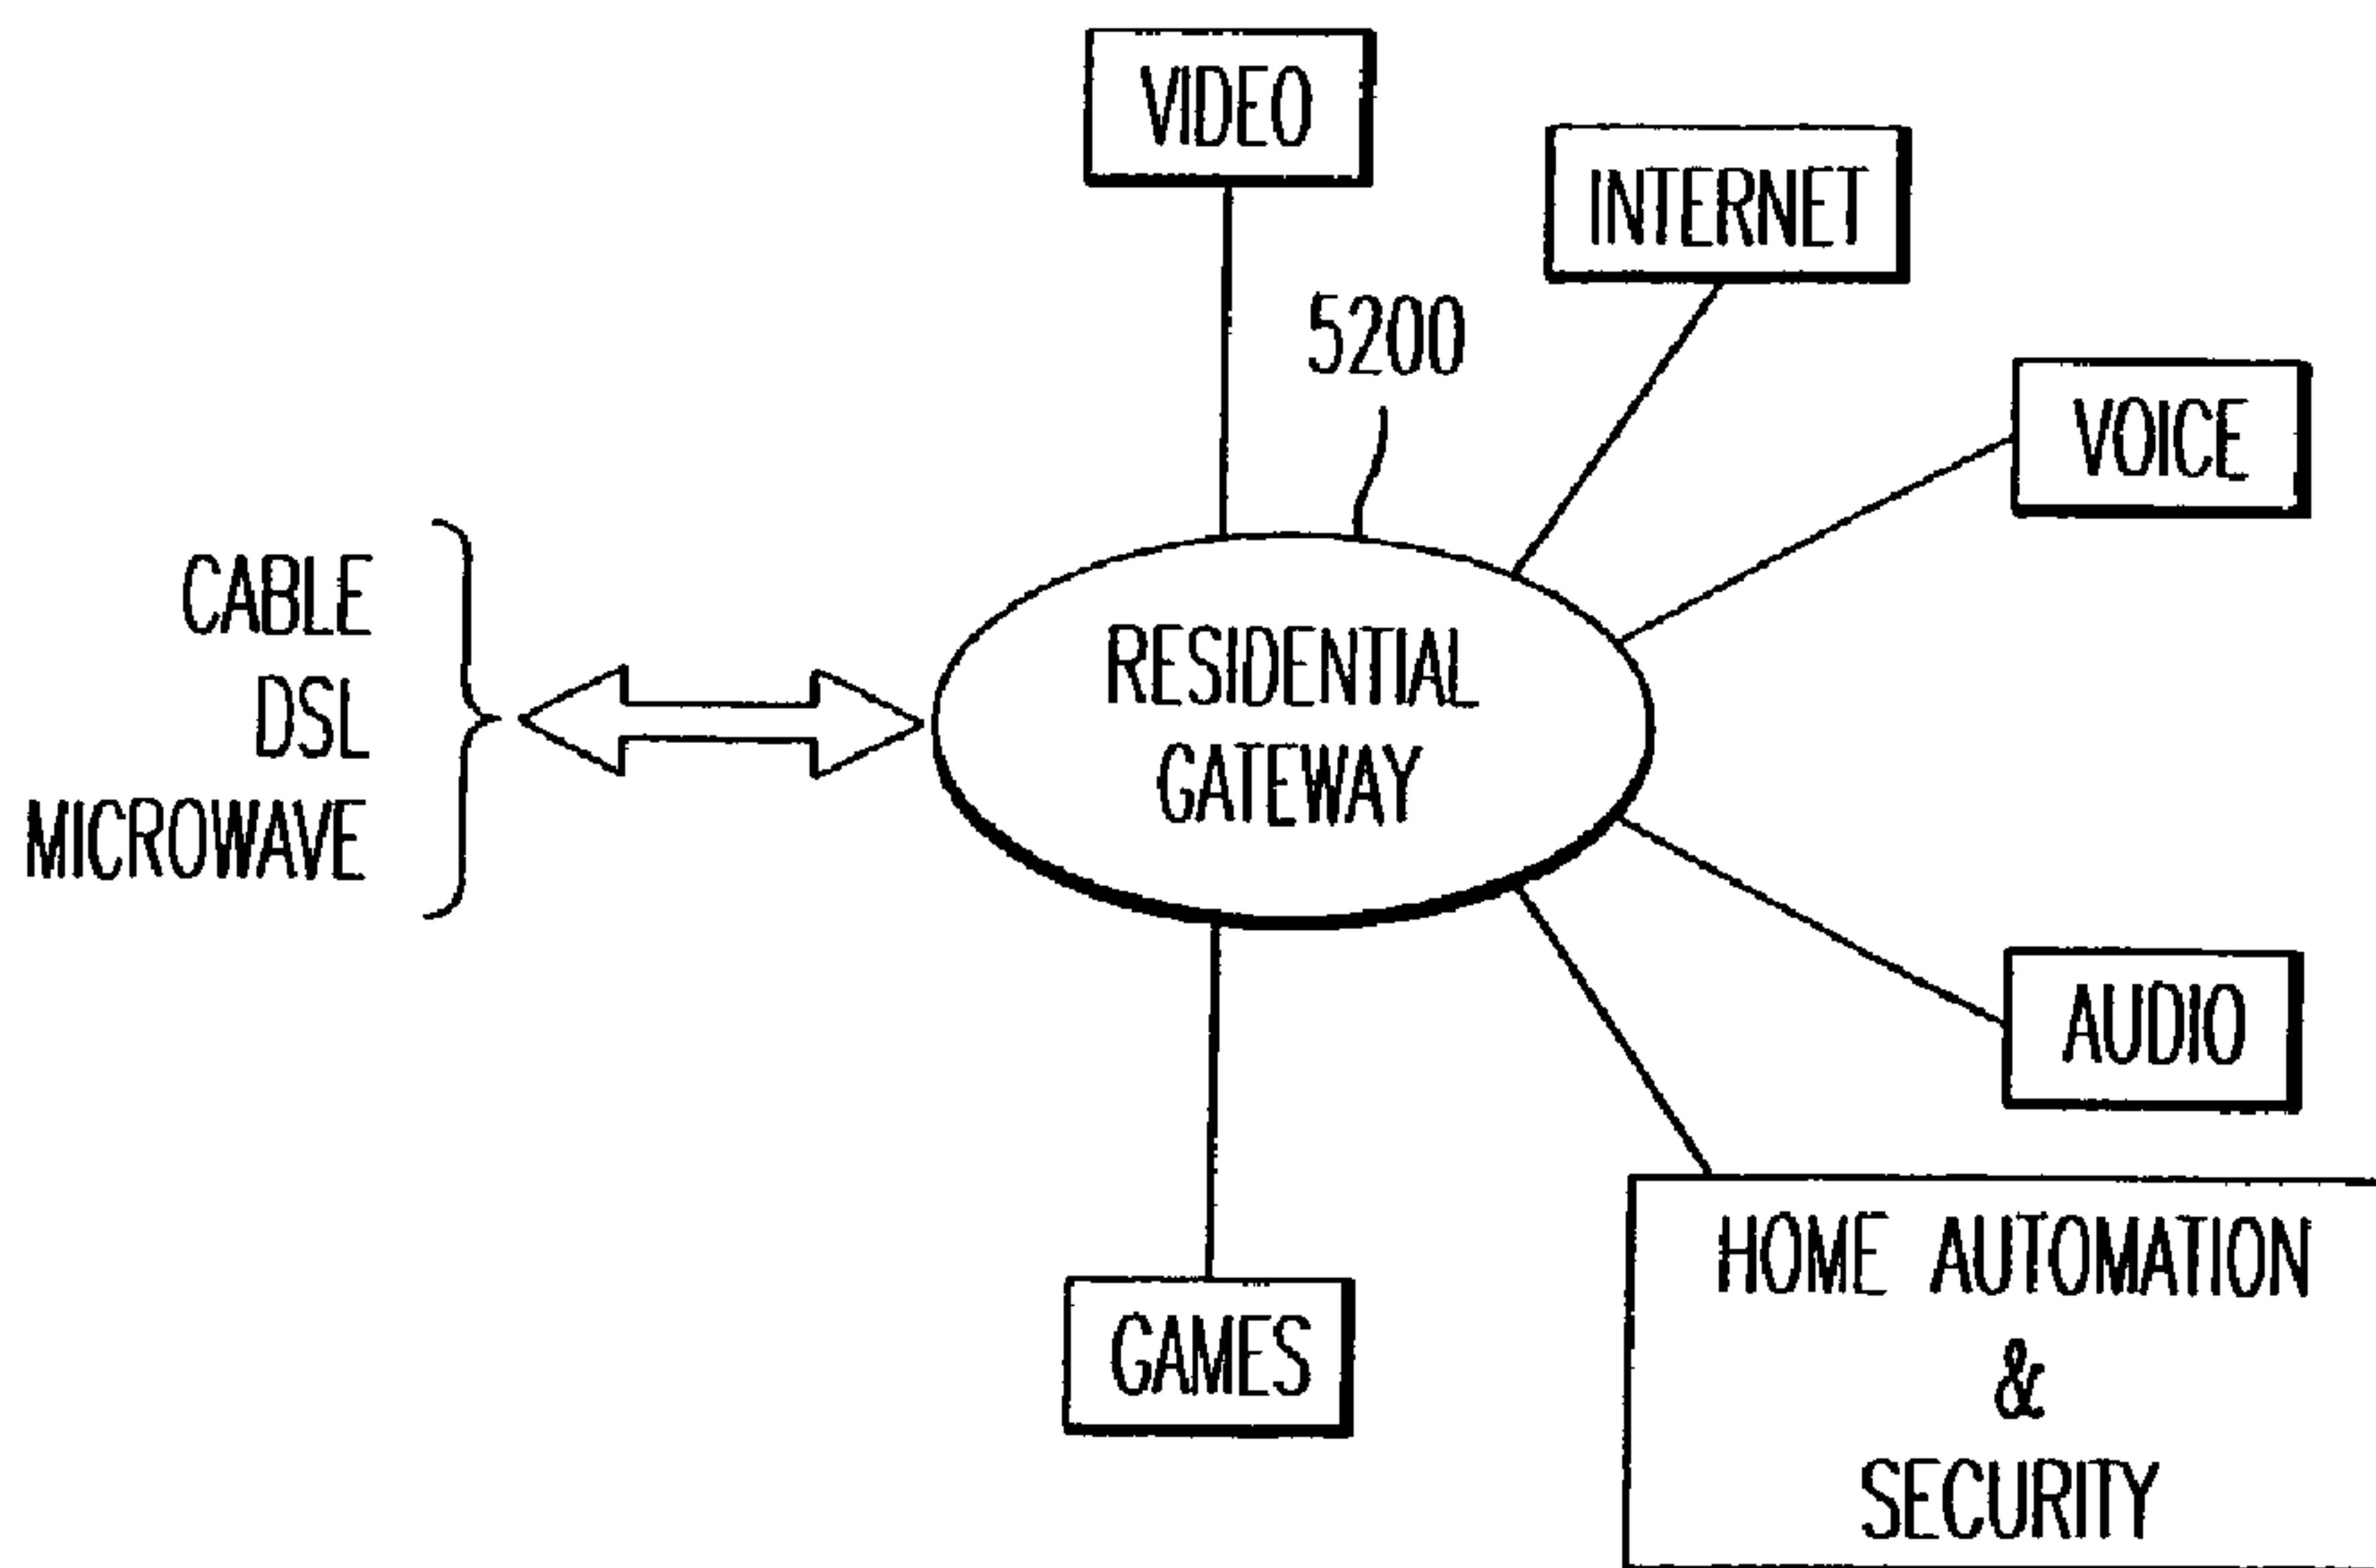 VIDEO
INTERNET
5200
VOICE
CABLE
DSL
MICROWAVE
RESIDENTIAL
GATEWAY
AUDIO
GAMES
HOME AUTOMATION
&
SECURITY